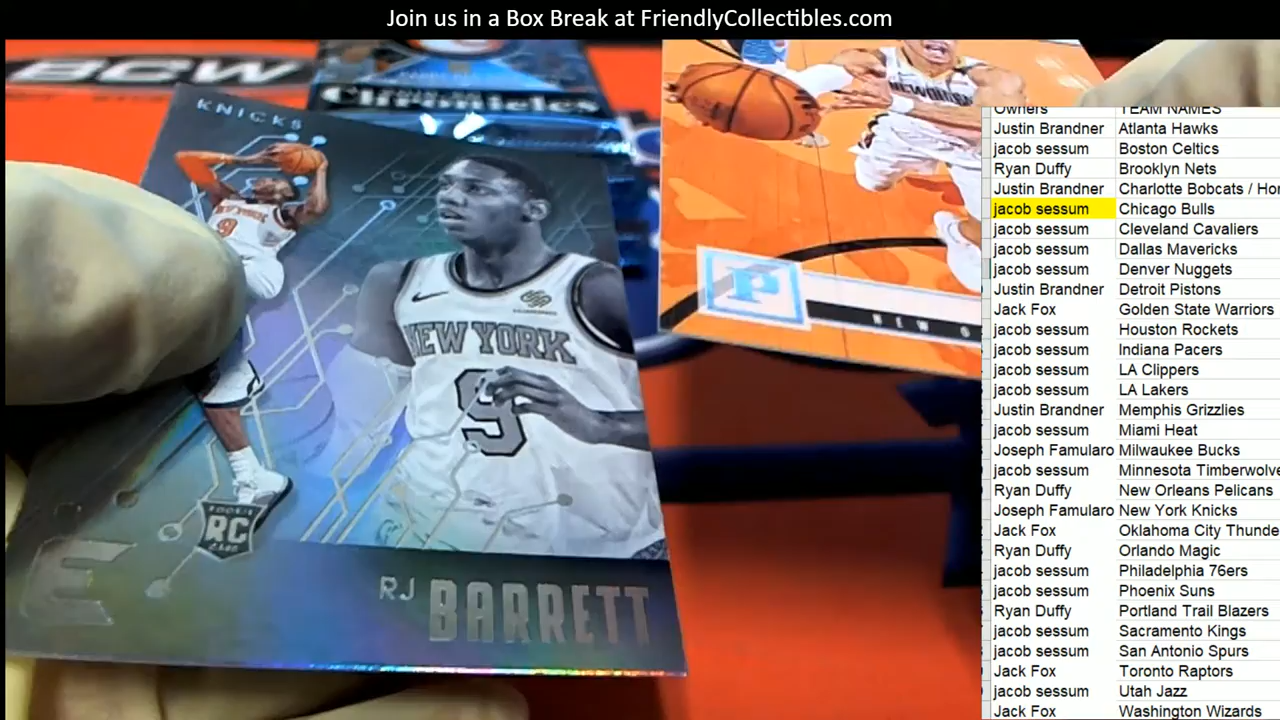 Join us in a Box Break at FriendlyCollectibles.com
BCW
Chronicles
KNICKS
NEW YORK
9
9
RC
RJ BARRETT
E
P
NEW
Owners TEAM NAMES
Justin Brandner Atlanta Hawks
jacob sessum Boston Celtics
Ryan Duffy Brooklyn Nets
Justin Brandner Charlotte Bobcats / Hor
jacob sessum Chicago Bulls
jacob sessum Cleveland Cavaliers
jacob sessum Dallas Mavericks
jacob sessum Denver Nuggets
Justin Brandner Detroit Pistons
Jack Fox Golden State Warriors
jacob sessum Houston Rockets
jacob sessum Indiana Pacers
jacob sessum LA Clippers
jacob sessum LA Lakers
Justin Brandner Memphis Grizzlies
jacob sessum Miami Heat
Joseph Famularo Milwaukee Bucks
jacob sessum Minnesota Timberwolve
Ryan Duffy New Orleans Pelicans
Joseph Famularo New York Knicks
Jack Fox Oklahoma City Thunde
Ryan Duffy Orlando Magic
jacob sessum Philadelphia 76ers
jacob sessum Phoenix Suns
Ryan Duffy Portland Trail Blazers
jacob sessum Sacramento Kings
jacob sessum San Antonio Spurs
Jack Fox Toronto Raptors
jacob sessum Utah Jazz
Jack Fox Washington Wizards